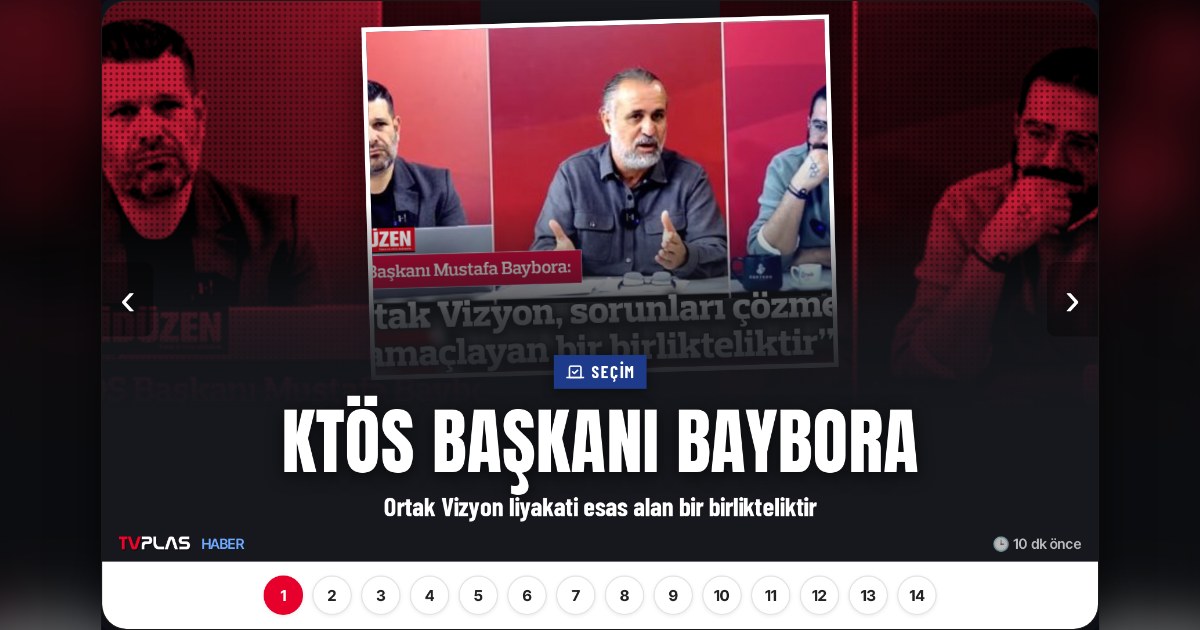 DÜZEN
Başkanı Mustafa Baybora:
tak Vizyon, sorunları çözme
amaçlayan bir birlikteliktir”
SEÇİM
KTÖS BAŞKANI BAYBORA
Ortak Vizyon liyakati esas alan bir birlikteliktir
TVPLAS HABER
10 dk önce
1 2 3 4 5 6 7 8 9 10 11 12 13 14